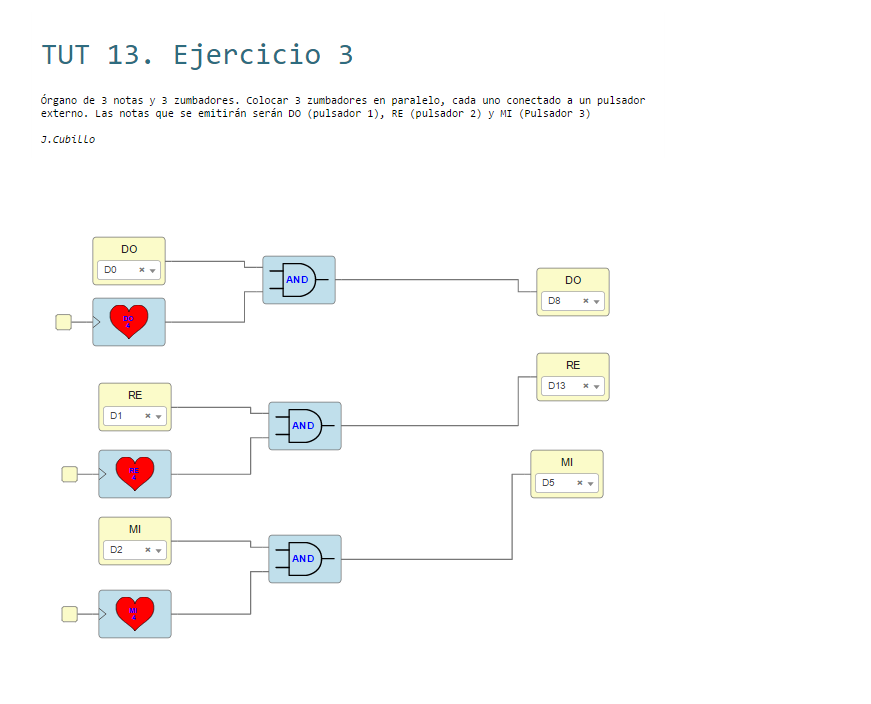 TUT 13. Ejercicio 3
Órgano de 3 notas y 3 zumbadores. Colocar 3 zumbadores en paralelo, cada uno conectado a un pulsador
externo. Las notas que se emitirán serán DO (pulsador 1), RE (pulsador 2) y MI (Pulsador 3)
J.Cubillo
DO
D0
AND
DO
D8
DO
4
RE
D13
RE
D1
AND
RE
4
MI
D5
MI
D2
AND
MI
4